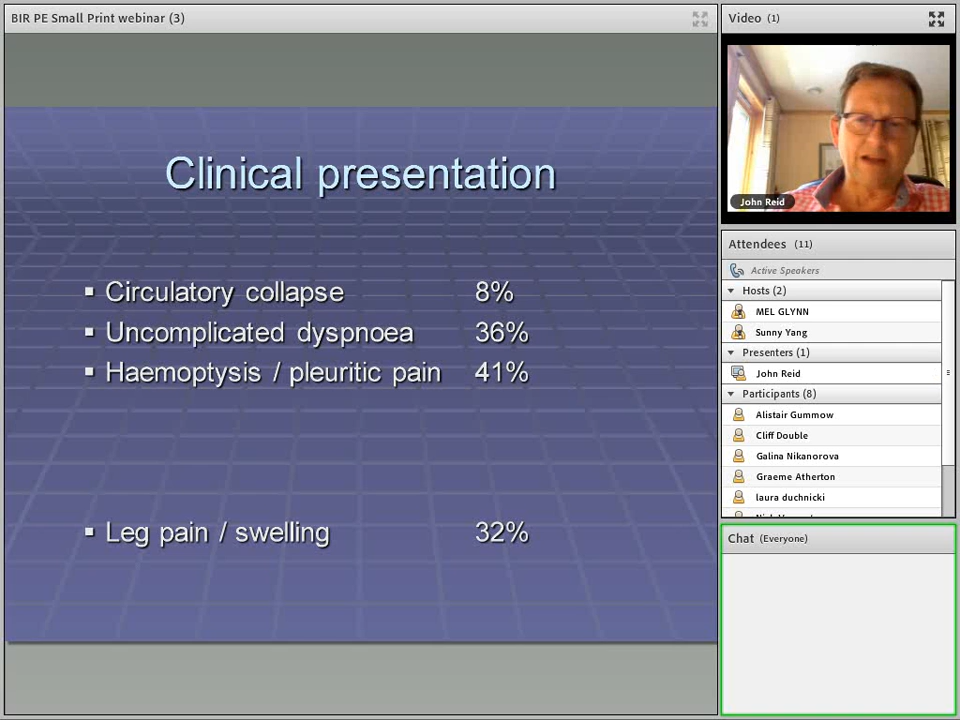 BIR PE Small Print webinar (3)
Clinical presentation
▪ Circulatory collapse 8%
▪ Uncomplicated dyspnoea 36%
▪ Haemoptysis / pleuritic pain 41%
▪ Leg pain / swelling 32%
Video (1)
John Reid
Attendees (11)
Active Speakers
Hosts (2)
MEL GLYNN
Sunny Yang
Presenters (1)
John Reid
Participants (8)
Alistair Gummow
Cliff Double
Galina Nikanorova
Graeme Atherton
laura duchnicki
Chat (Everyone)